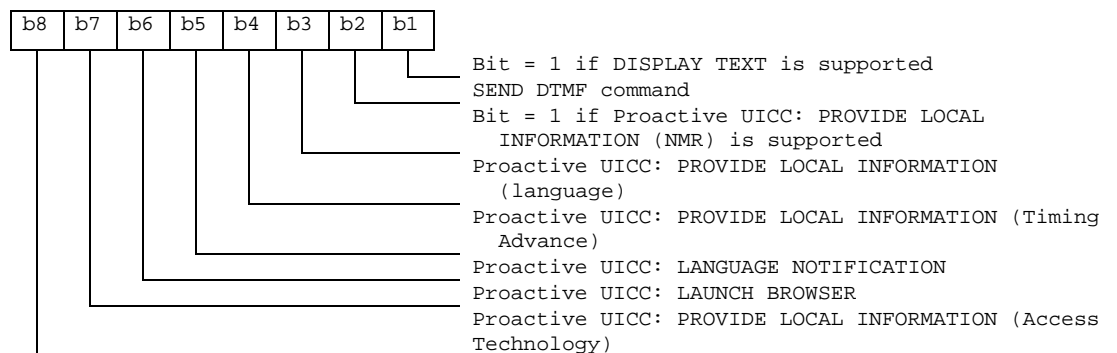 b8 b7 b6 b5 b4 b3 b2 b1
Bit = 1 if DISPLAY TEXT is supported
SEND DTMF command
Bit = 1 if Proactive UICC: PROVIDE LOCAL
INFORMATION (NMR) is supported
Proactive UICC: PROVIDE LOCAL INFORMATION
(language)
Proactive UICC: PROVIDE LOCAL INFORMATION (Timing
Advance)
Proactive UICC: LANGUAGE NOTIFICATION
Proactive UICC: LAUNCH BROWSER
Proactive UICC: PROVIDE LOCAL INFORMATION (Access
Technology)